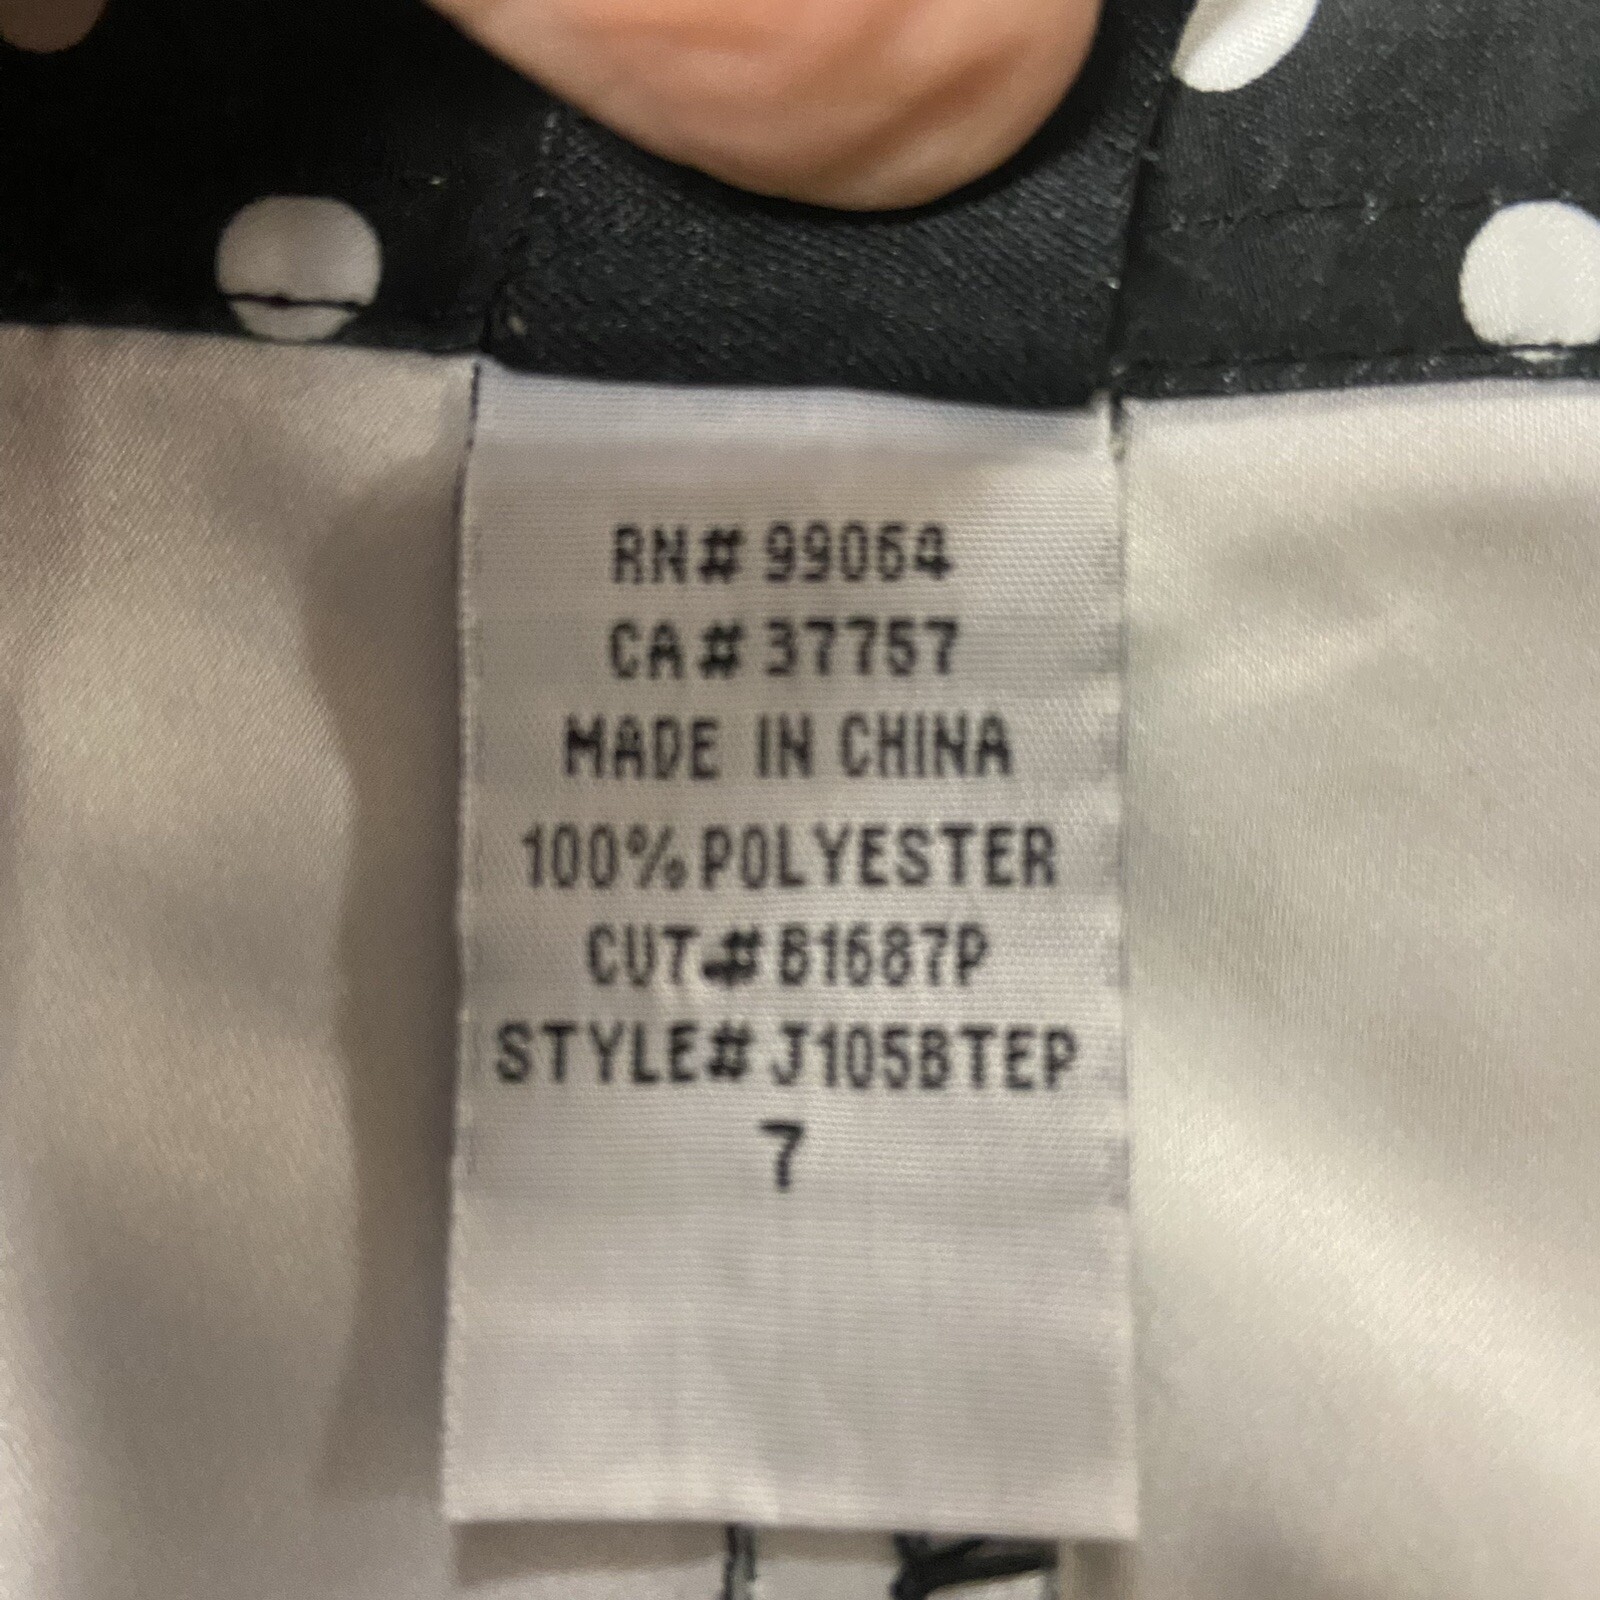 RN# 99064
CA# 37757
MADE IN CHINA
100% POLYESTER
CUT# B1687P
STYLE# J105BTEP
7